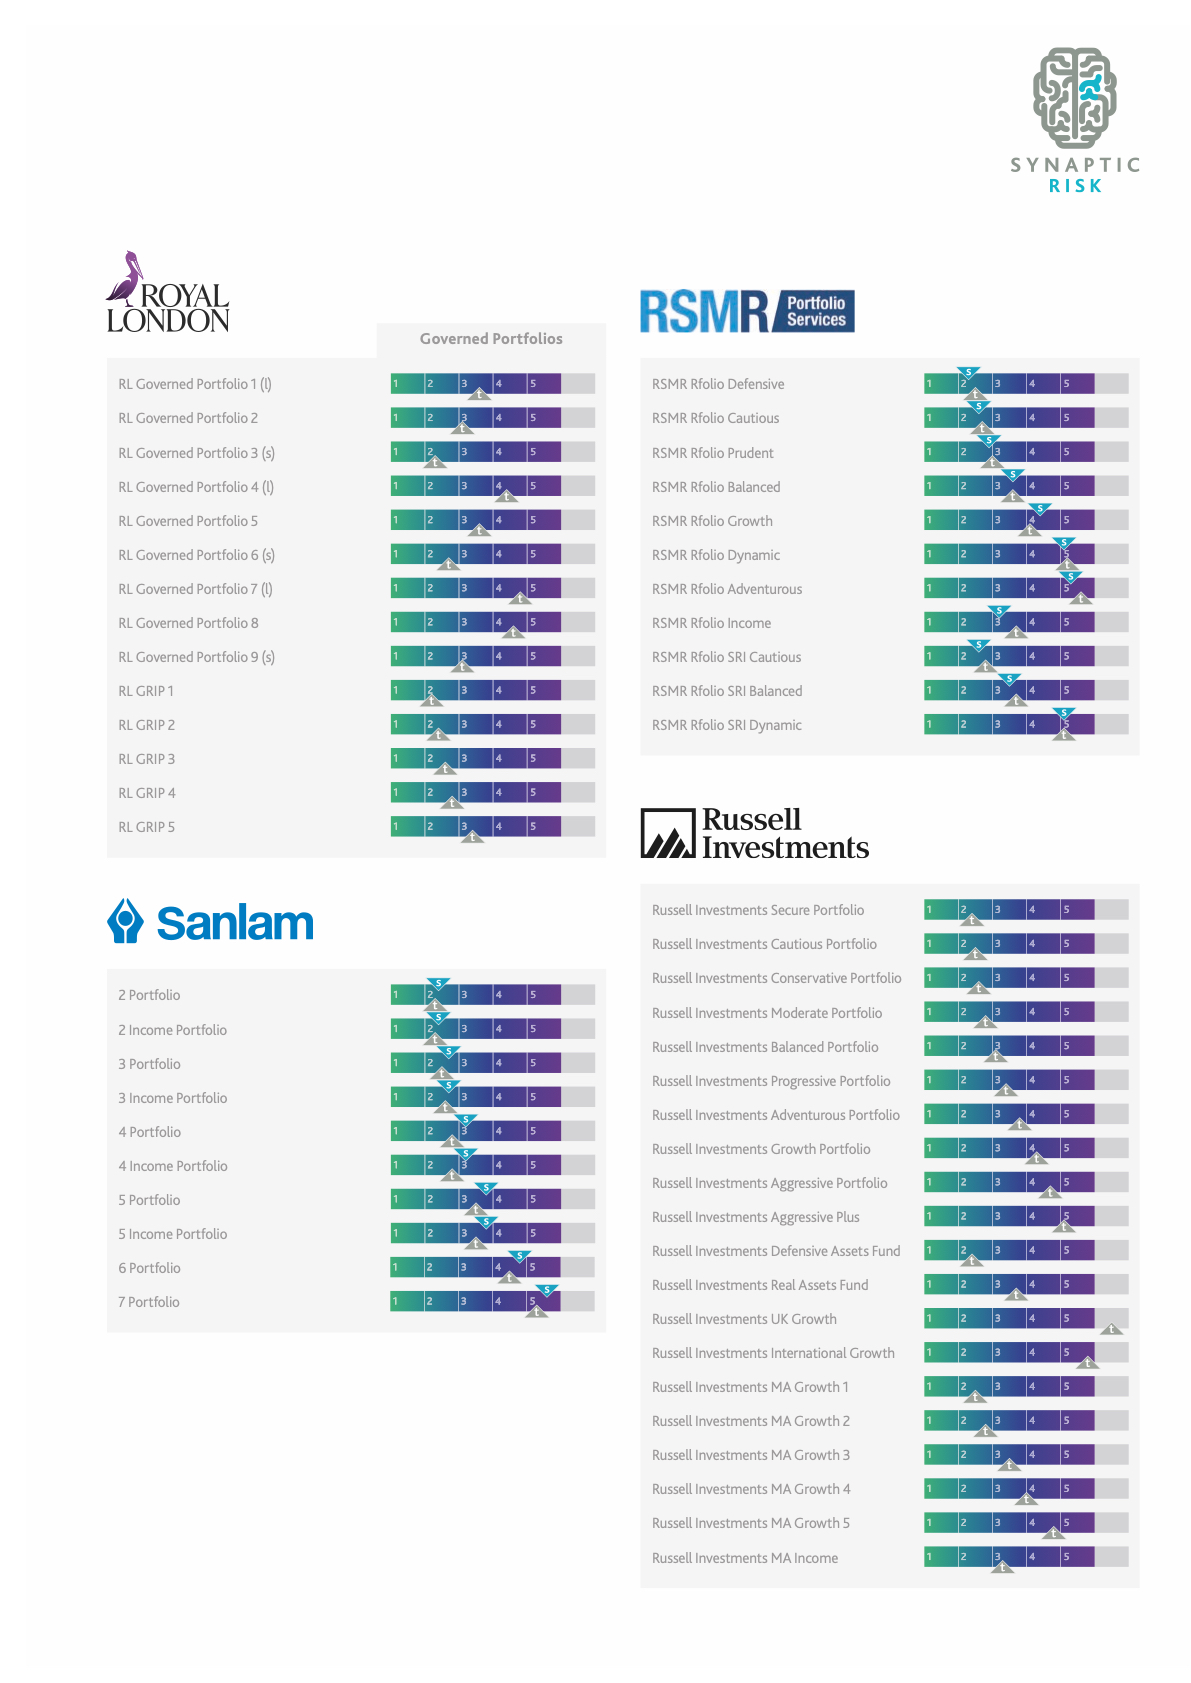 SYNAPTIC
RISK
ROYAL
LONDON
Governed Portfolios
RL Governed Portfolio 1 (l) 1 2 3 4 5 t
RL Governed Portfolio 2 1 2 3 4 5 t
RL Governed Portfolio 3 (s) 1 2 3 4 5 t
RL Governed Portfolio 4 (l) 1 2 3 4 5 t
RL Governed Portfolio 5 1 2 3 4 5 t
RL Governed Portfolio 6 (s) 1 2 3 4 5 t
RL Governed Portfolio 7 (l) 1 2 3 4 5 t
RL Governed Portfolio 8 1 2 3 4 5 t
RL Governed Portfolio 9 (s) 1 2 3 4 5 t
RL GRIP 1 1 2 3 4 5 t
RL GRIP 2 1 2 3 4 5 t
RL GRIP 3 1 2 3 4 5 t
RL GRIP 4 1 2 3 4 5 t
RL GRIP 5 1 2 3 4 5 t
Sanlam
2 Portfolio 1 2 3 4 5 s t
2 Income Portfolio 1 2 3 4 5 s t
3 Portfolio 1 2 3 4 5 s t
3 Income Portfolio 1 2 3 4 5 s t
4 Portfolio 1 2 3 4 5 s t
4 Income Portfolio 1 2 3 4 5 s t
5 Portfolio 1 2 3 4 5 s t
5 Income Portfolio 1 2 3 4 5 s t
6 Portfolio 1 2 3 4 5 s t
7 Portfolio 1 2 3 4 5 s t
RSMR Portfolio
Services
RSMR Rfolio Defensive 1 2 3 4 5 s t
RSMR Rfolio Cautious 1 2 3 4 5 s t
RSMR Rfolio Prudent 1 2 3 4 5 s t
RSMR Rfolio Balanced 1 2 3 4 5 s t
RSMR Rfolio Growth 1 2 3 4 5 s t
RSMR Rfolio Dynamic 1 2 3 4 5 s t
RSMR Rfolio Adventurous 1 2 3 4 5 s t
RSMR Rfolio Income 1 2 3 4 5 s t
RSMR Rfolio SRI Cautious 1 2 3 4 5 s t
RSMR Rfolio SRI Balanced 1 2 3 4 5 s t
RSMR Rfolio SRI Dynamic 1 2 3 4 5 s t
Russell
Investments
Russell Investments Secure Portfolio 1 2 3 4 5 t
Russell Investments Cautious Portfolio 1 2 3 4 5 t
Russell Investments Conservative Portfolio 1 2 3 4 5 t
Russell Investments Moderate Portfolio 1 2 3 4 5 t
Russell Investments Balanced Portfolio 1 2 3 4 5 t
Russell Investments Progressive Portfolio 1 2 3 4 5 t
Russell Investments Adventurous Portfolio 1 2 3 4 5 t
Russell Investments Growth Portfolio 1 2 3 4 5 t
Russell Investments Aggressive Portfolio 1 2 3 4 5 t
Russell Investments Aggressive Plus 1 2 3 4 5 t
Russell Investments Defensive Assets Fund 1 2 3 4 5 t
Russell Investments Real Assets Fund 1 2 3 4 5 t
Russell Investments UK Growth 1 2 3 4 5 t
Russell Investments International Growth 1 2 3 4 5 t
Russell Investments MA Growth 1 1 2 3 4 5 t
Russell Investments MA Growth 2 1 2 3 4 5 t
Russell Investments MA Growth 3 1 2 3 4 5 t
Russell Investments MA Growth 4 1 2 3 4 5 t
Russell Investments MA Growth 5 1 2 3 4 5 t
Russell Investments MA Income 1 2 3 4 5 t